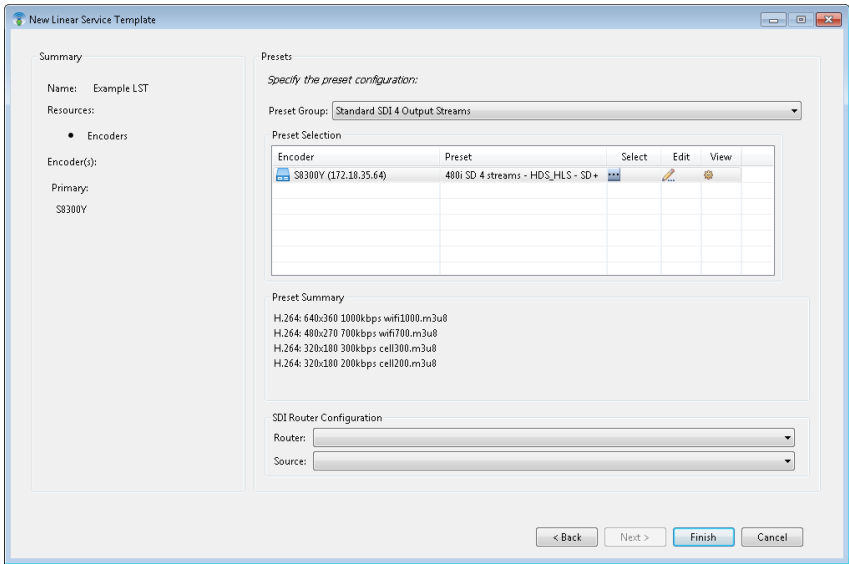 New Linear Service Template
Summary
Name: Example LST
Resources:
• Encoders
Encoder(s):
Primary:
S8300Y
Presets
Specify the preset configuration:
Preset Group: Standard SDI 4 Output Streams
Preset Selection
Encoder Preset Select Edit View
S8300Y (172.18.35.64) 480i SD 4 streams - HDS_HLS - SD+
Preset Summary
H.264: 640x360 1000kbps wifi1000.m3u8
H.264: 480x270 700kbps wifi700.m3u8
H.264: 320x180 300kbps cell300.m3u8
H.264: 320x180 200kbps cell200.m3u8
SDI Router Configuration
Router:
Source:
< Back Next > Finish Cancel